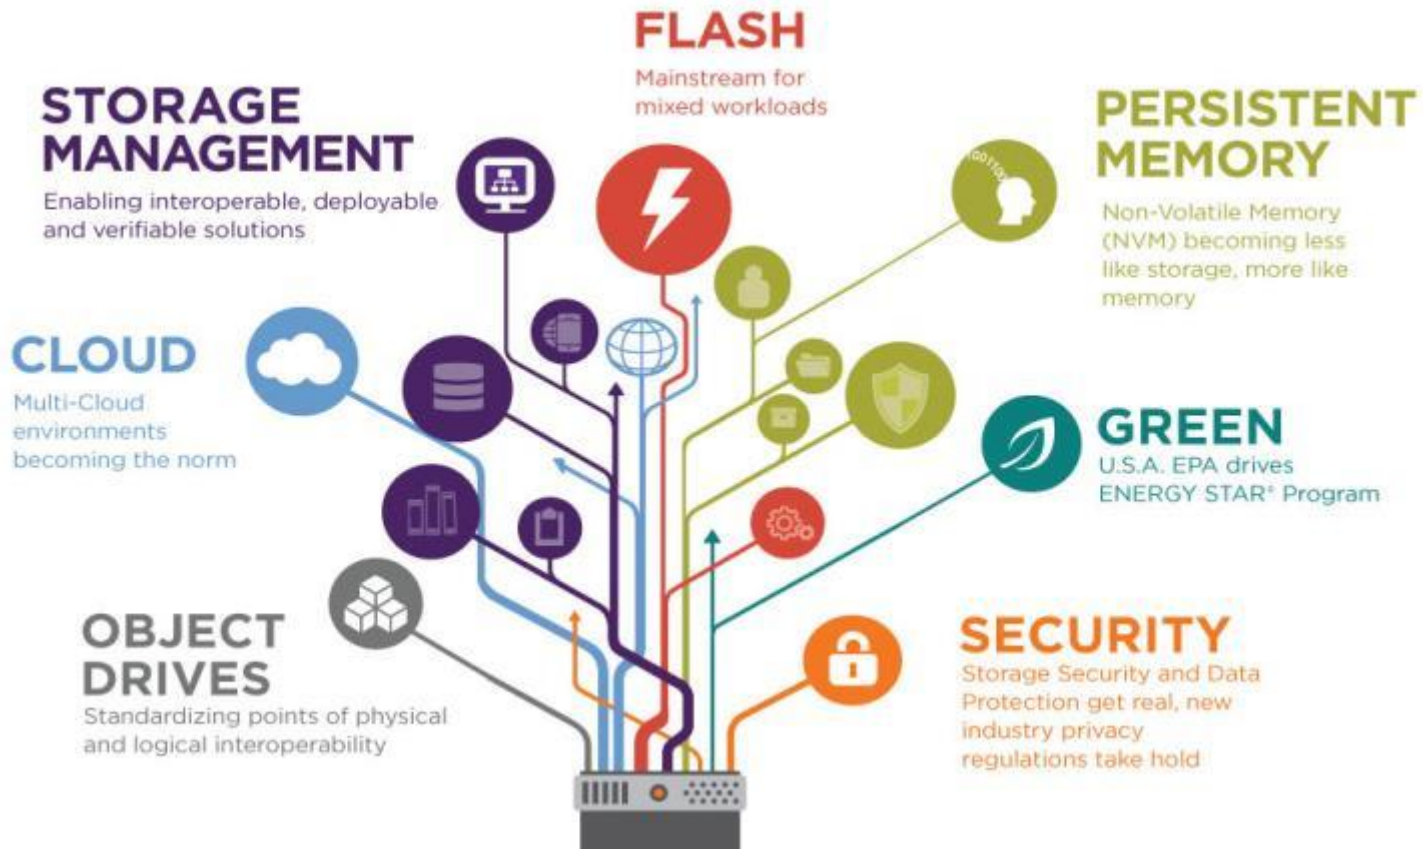 FLASH
Mainstream for
mixed workloads
STORAGE
MANAGEMENT
Enabling interoperable, deployable
and verifiable solutions
PERSISTENT
MEMORY
Non-Volatile Memory
(NVM) becoming less
like storage, more like
memory
10011001
CLOUD
Multi-Cloud
environments
becoming the norm
GREEN
U.S.A. EPA drives
ENERGY STAR® Program
OBJECT
DRIVES
Standardizing points of physical
and logical interoperability
SECURITY
Storage Security and Data
Protection get real, new
industry privacy
regulations take hold